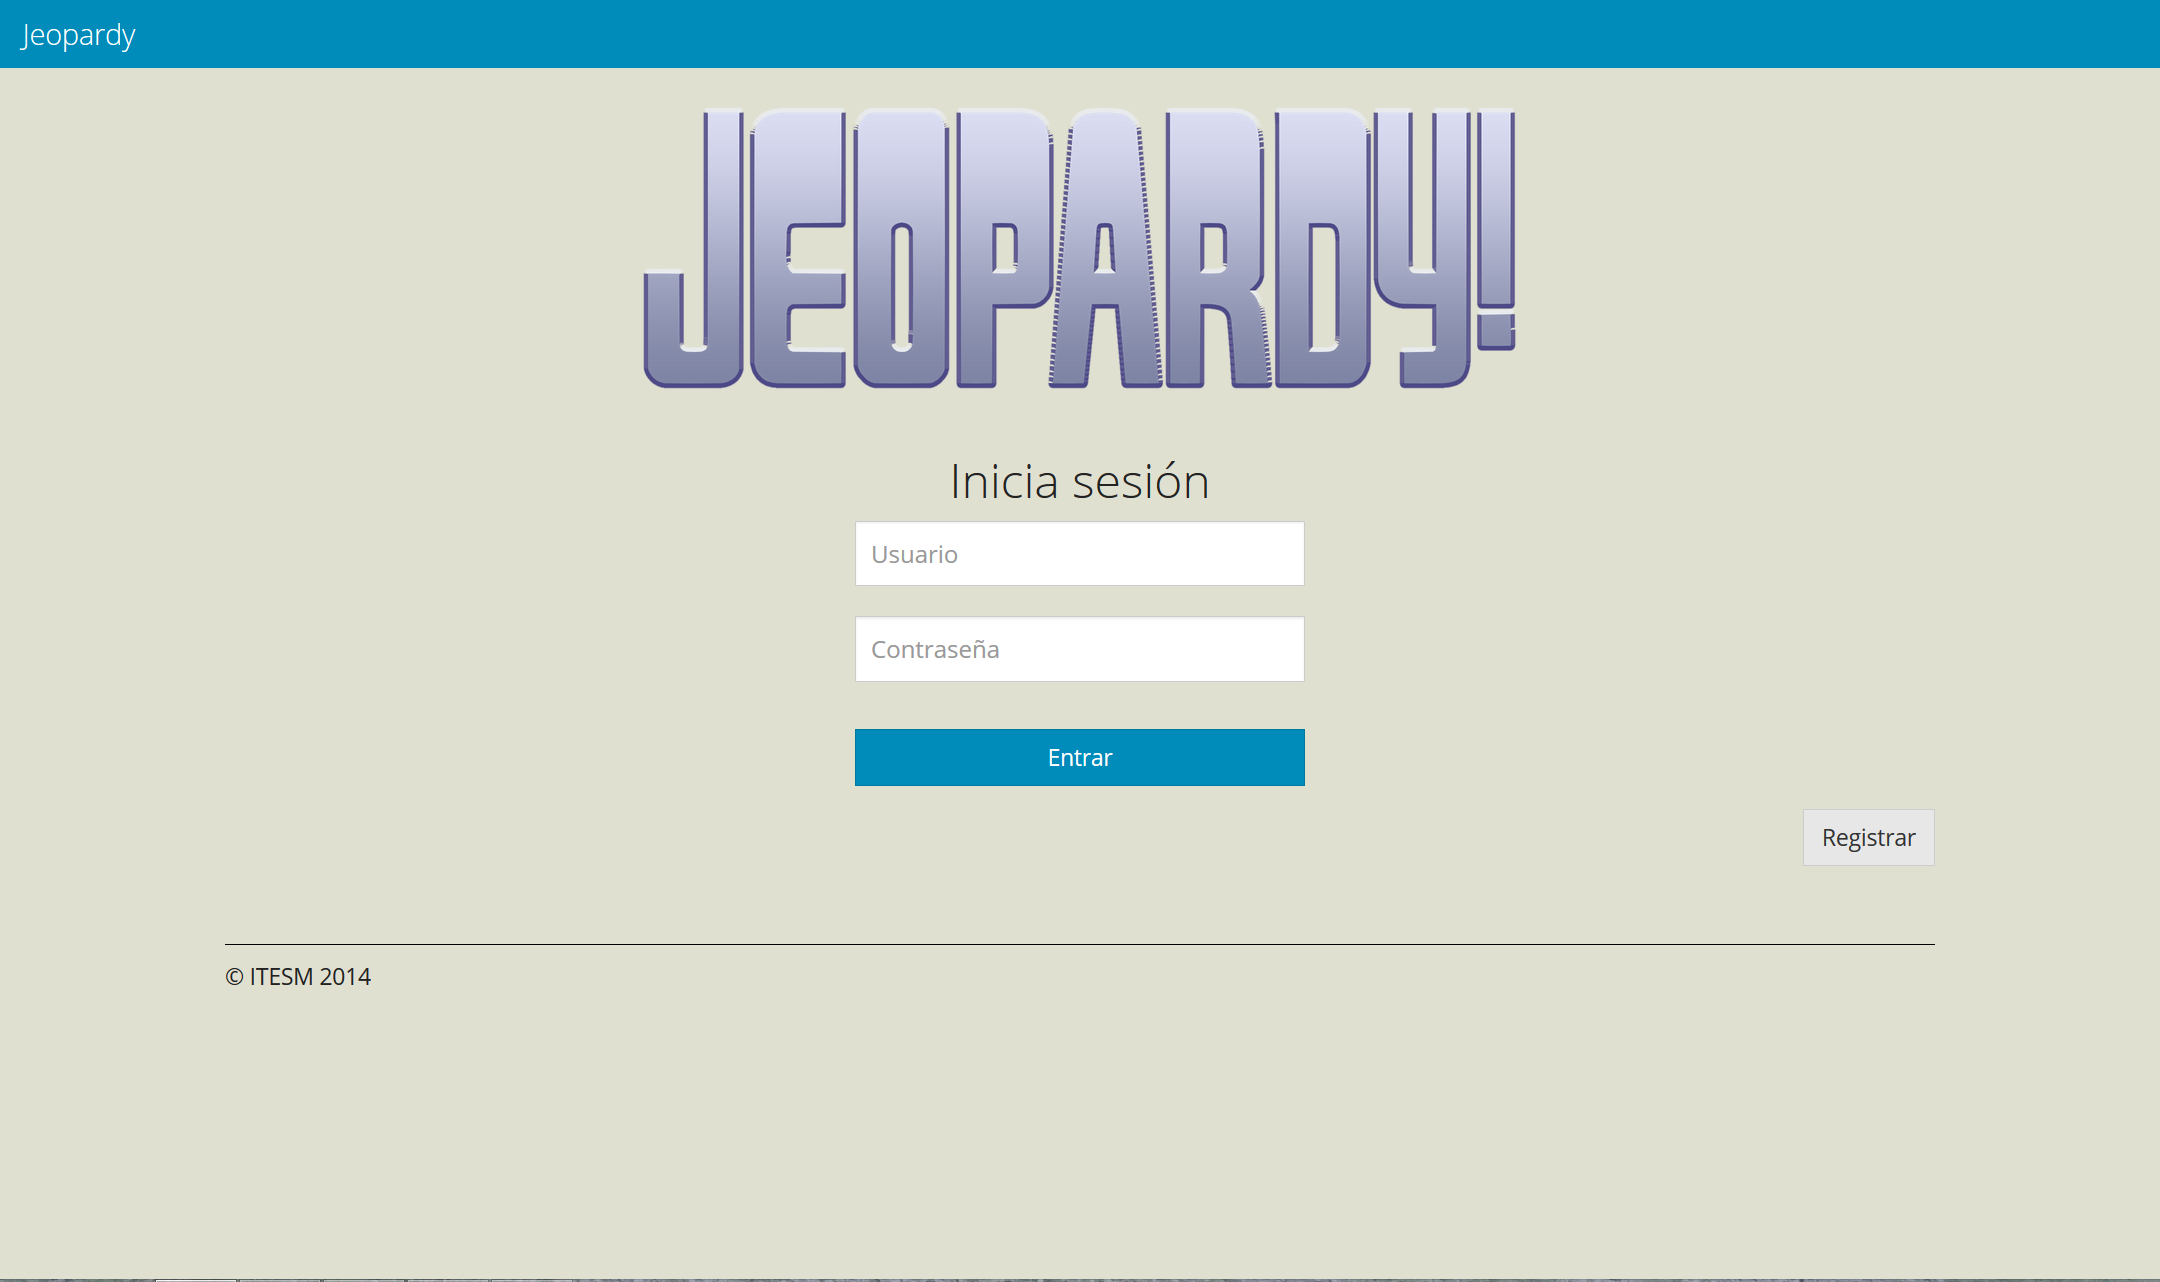 Jeopardy
JEOPARDY!
Inicia sesión
Usuario
Contraseña
Entrar
Registrar
© ITESM 2014